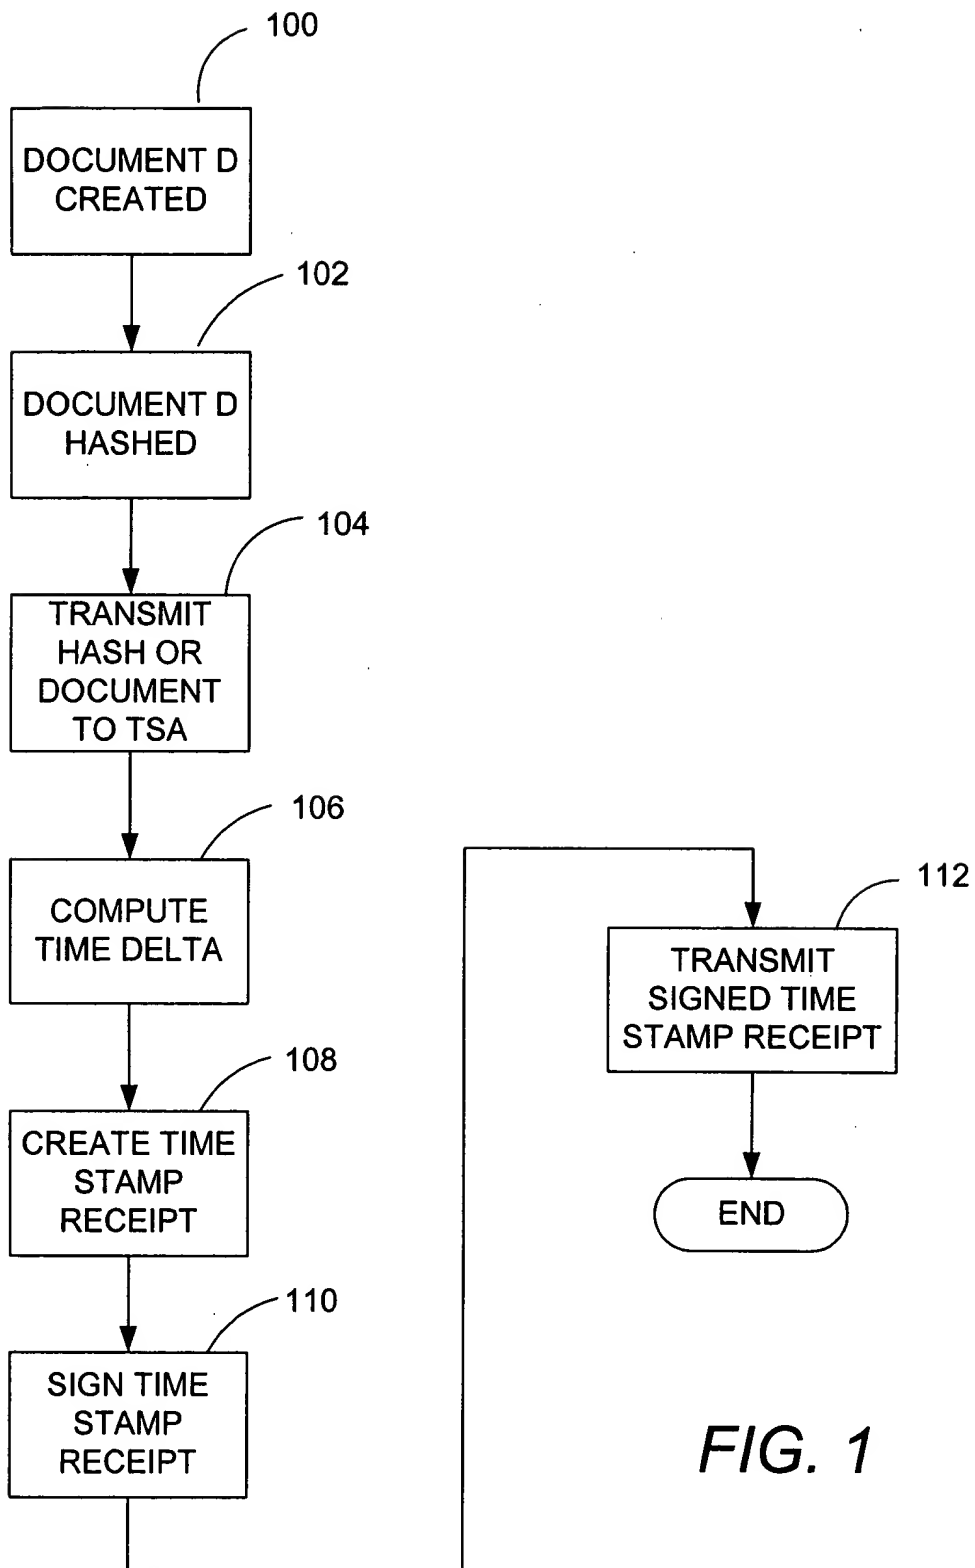 100
DOCUMENT D
CREATED
102
DOCUMENT D
HASHED
104
TRANSMIT
HASH OR
DOCUMENT
TO TSA
106
COMPUTE
TIME DELTA
108
CREATE TIME
STAMP
RECEIPT
110
SIGN TIME
STAMP
RECEIPT
112
TRANSMIT
SIGNED TIME
STAMP RECEIPT
END
FIG. 1